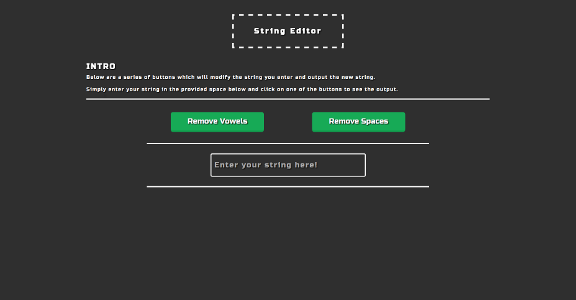 String Editor
INTRO
Below are a series of buttons which will modify the string you enter and output the new string.
Simply enter your string in the provided space below and click on one of the buttons to see the output.
Remove Vowels Remove Spaces
Enter your string here!